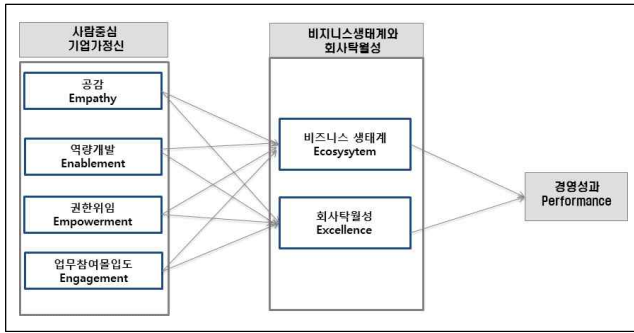 사람중심
기업가정신
공감
Empathy
역량개발
Enablement
권한위임
Empowerment
업무참여몰입도
Engagement
비지니스생태계와
회사탁월성
비즈니스 생태계
Ecosysytem
회사탁월성
Excellence
경영성과
Performance